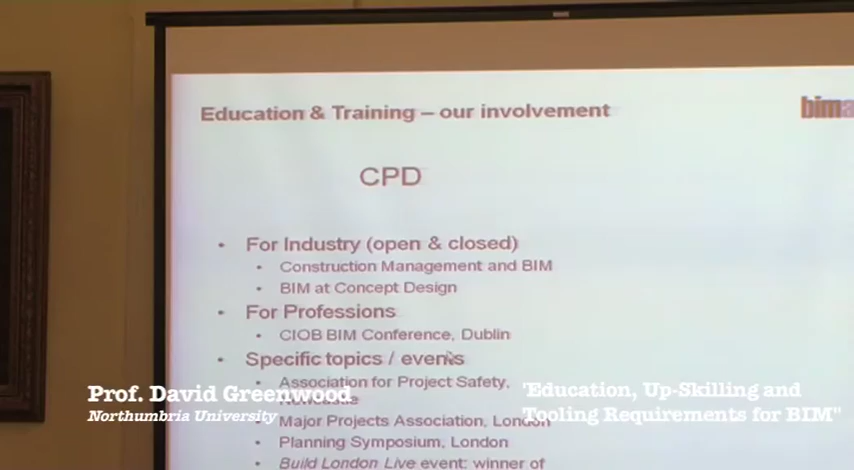 Education & Training – our involvement
bima
CPD
• For Industry (open & closed)
• Construction Management and BIM
• BIM at Concept Design
• For Professions
• CIOB BIM Conference, Dublin
• Specific topics / events
• Association for Project Safety,
Newcastle
• Major Projects Association, London
• Planning Symposium, London
• Build London Live event: winner of
Prof. David Greenwood
Northumbria University
"Education, Up-Skilling and
Tooling Requirements for BIM"